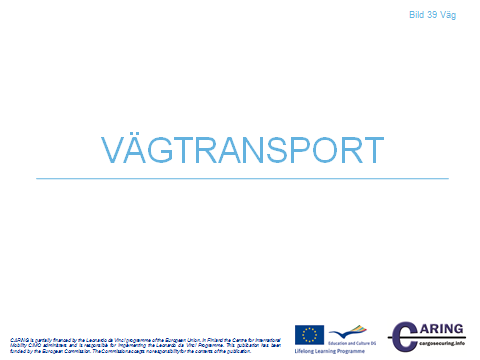 Bild 39 Väg
VÄGTRANSPORT
CARING is partially financed by the Leonardo da Vinci programme of the European Union. In Finland the Centre for International
Mobility CIMO administers and is responsible for implementing the Leonardo da Vinci Programme. This publication has been
funded by the European Commission. The Commission accepts no responsibility for the contents of the publication.
Education and Culture DG
Lifelong Learning Programme
CARING
cargosecuring.info